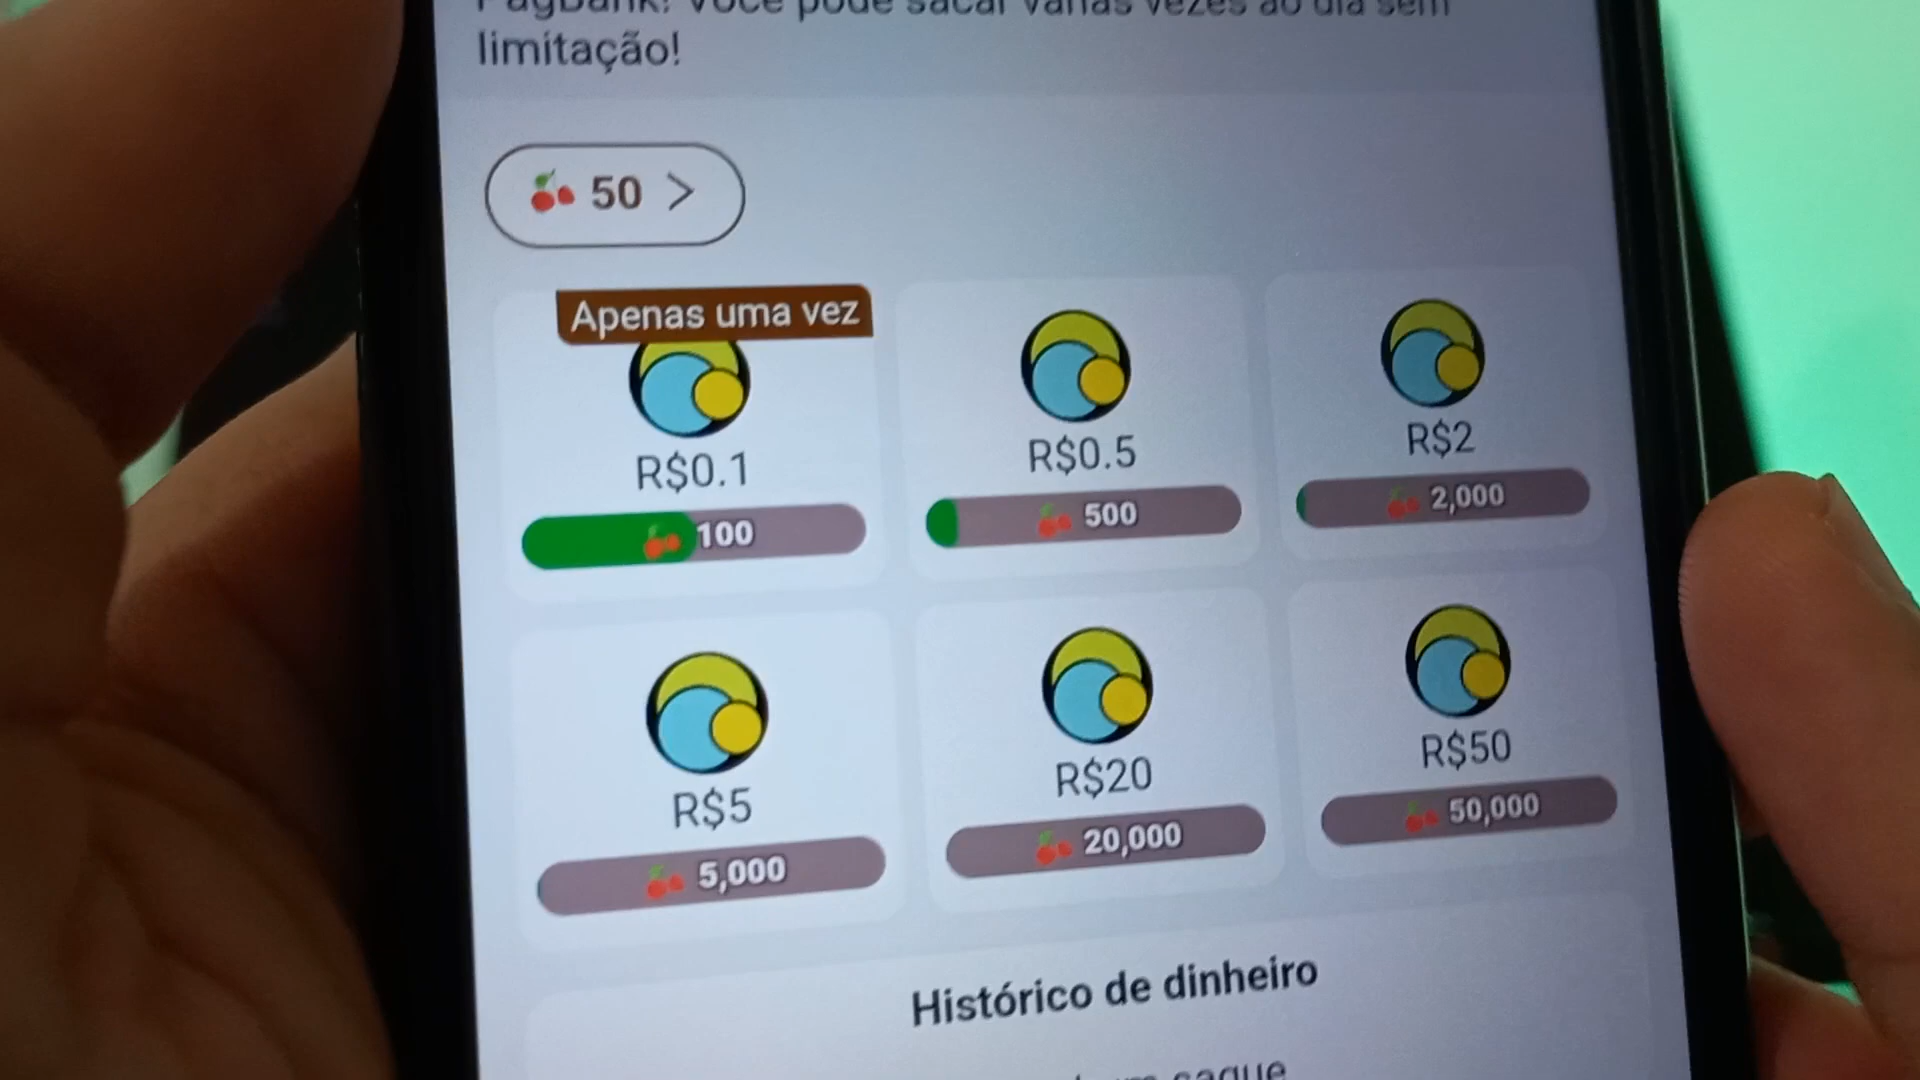 PagBank! Você pode sacar várias vezes ao dia sem
limitação!
50 >
Apenas uma vez
R$0.1
100
R$0.5
500
R$2
2,000
R$5
5,000
R$20
20,000
R$50
50,000
Histórico de dinheiro
saque